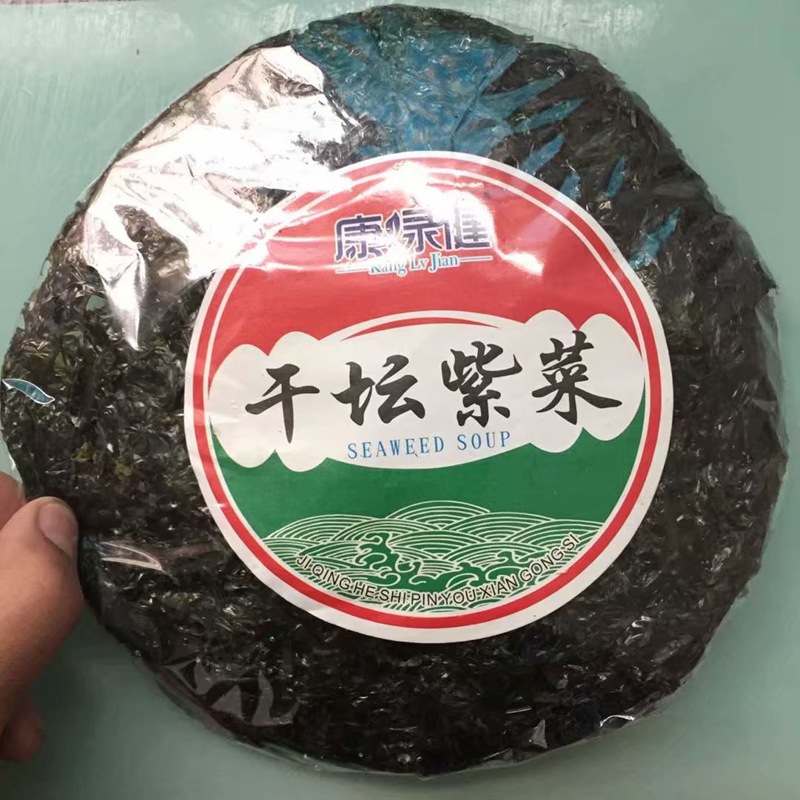 康绿健
Kang Lv Jian
干坛紫菜
SEAWEED SOUP
JI QING HE SHI PIN YOU XIAN GONG SI